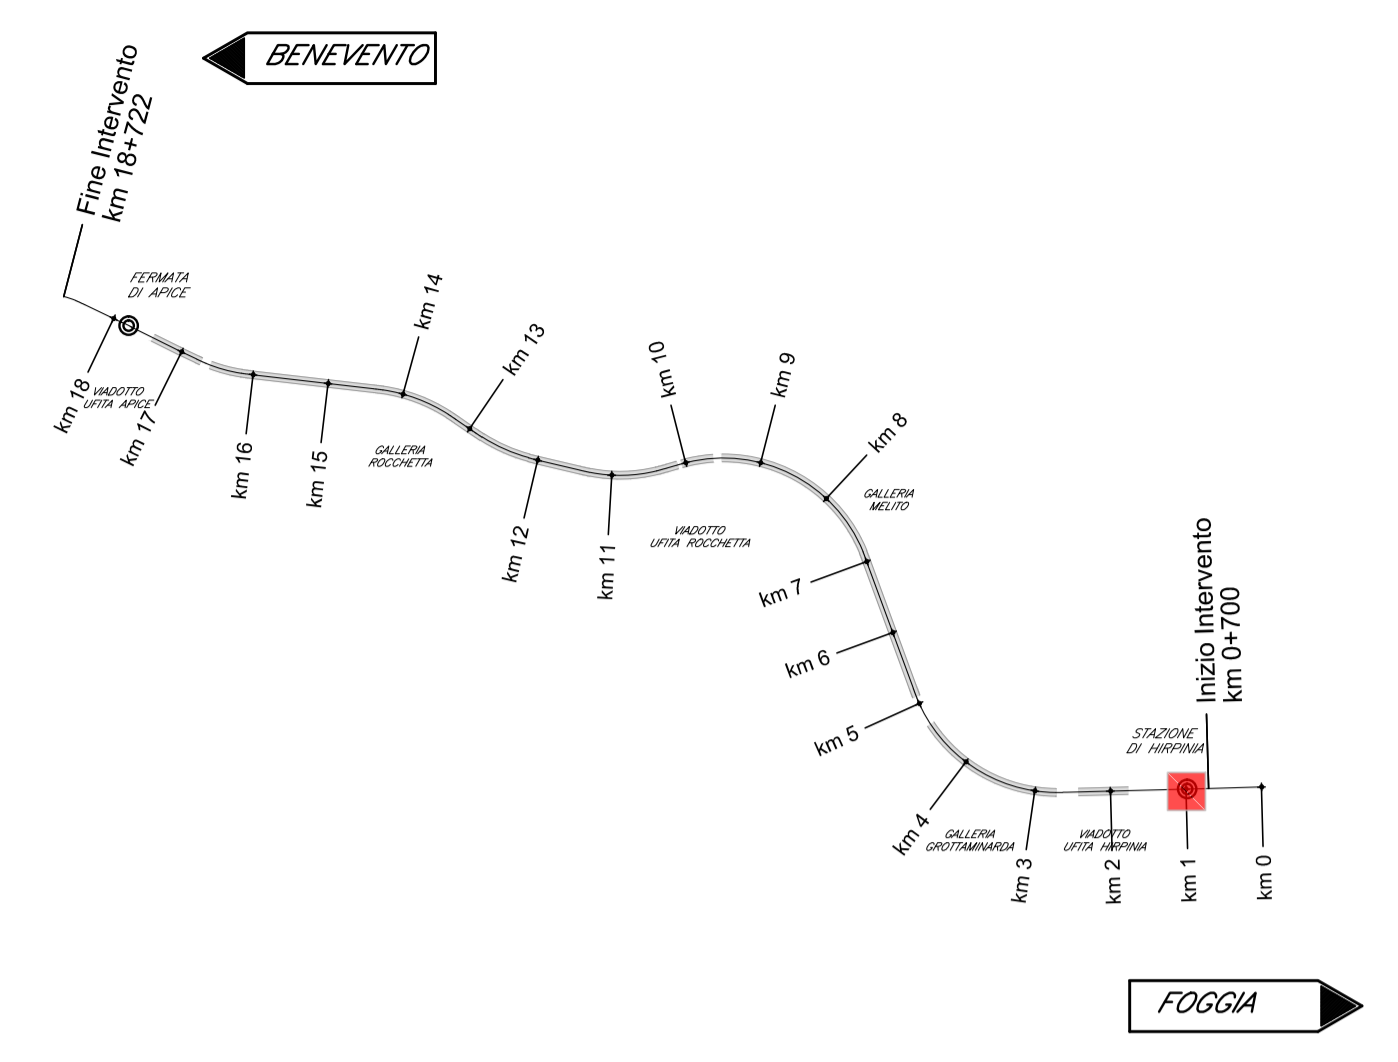 BENEVENTO
Fine Intervento
km 18+722
FERMATA
DI APICE
km 14
km 13
km 10
km 9
km 18
VIADOTTO
UFITA APICE
km 17
km 16
km 15
GALLERIA
ROCCHETTA
km 12
km 11
VIADOTTO
UFITA ROCCHETTA
km 8
GALLERIA
MELITO
km 7
km 6
km 5
Inizio Intervento
km 0+700
STAZIONE
DI HIRPINIA
km 4
GALLERIA
GROTTAMINARDA
km 3
VIADOTTO
UFITA HIRPINIA
km 2
km 1
km 0
FOGGIA